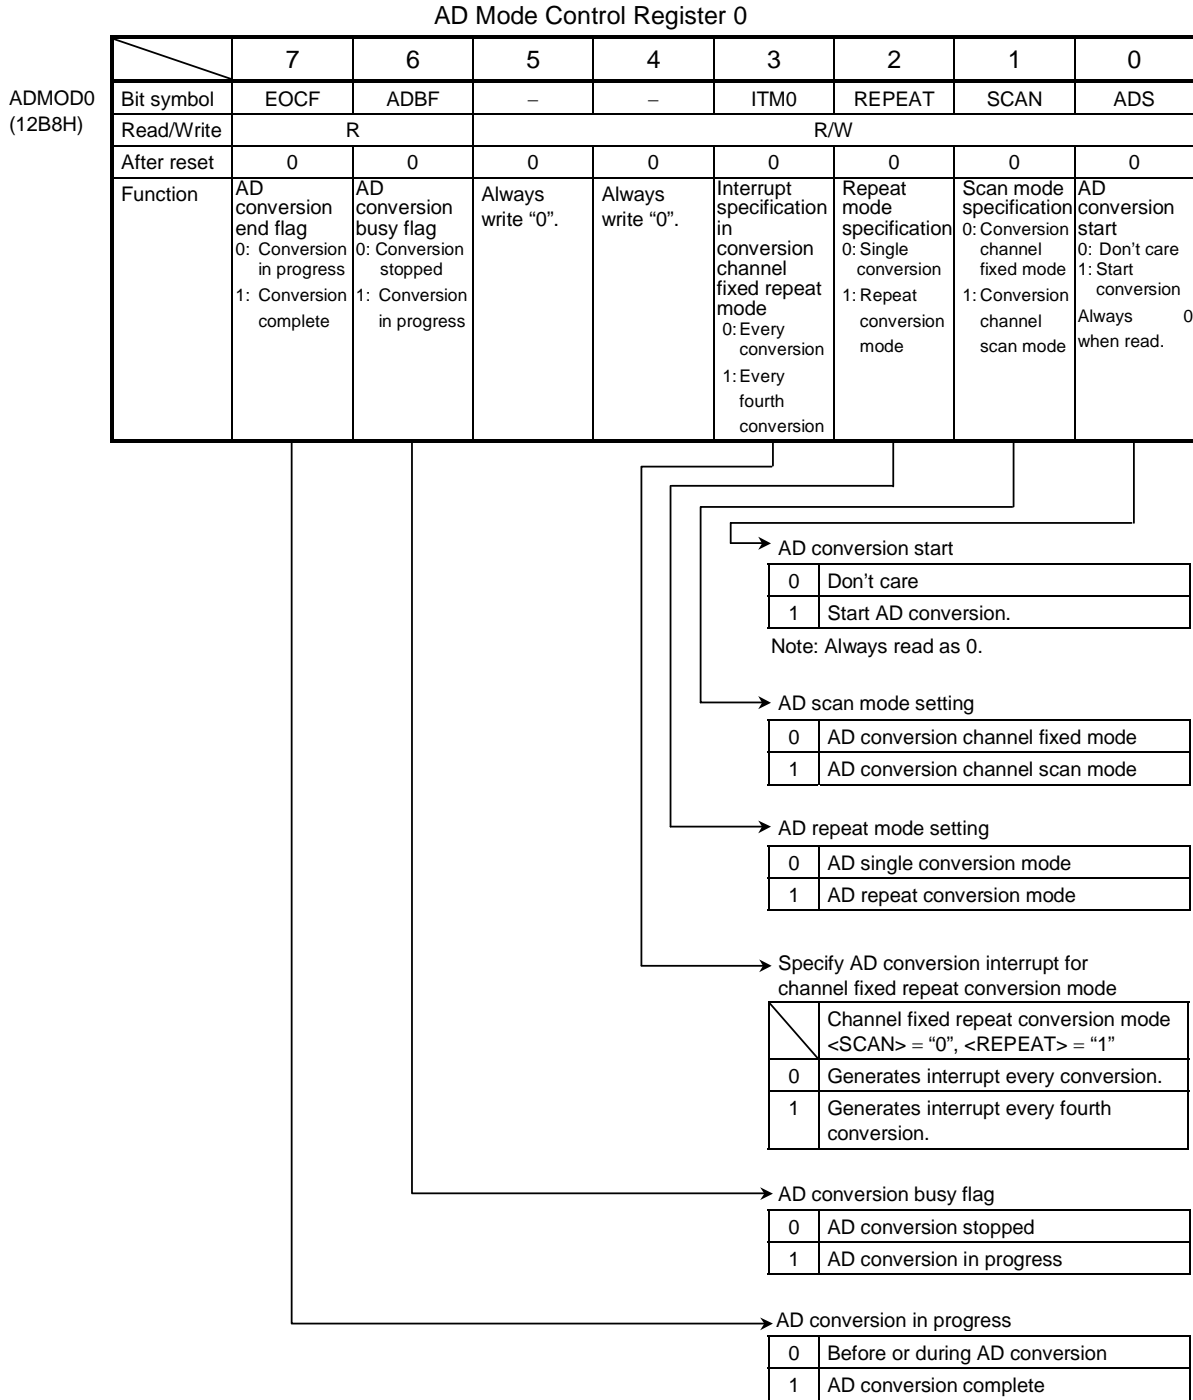 AD Mode Control Register 0
7 6 5 4 3 2 1 0
ADMOD0
(12B8H)
Bit symbol EOCF ADBF – – ITM0 REPEAT SCAN ADS
Read/Write R R/W
After reset 0 0 0 0 0 0 0 0
Function
AD
conversion
end flag
0: Conversion
in progress
1: Conversion
complete
AD
conversion
busy flag
0: Conversion
stopped
1: Conversion
in progress
Always
write “0”.
Always
write “0”.
Interrupt
specification
in
conversion
channel
fixed repeat
mode
0: Every
conversion
1: Every
fourth
conversion
Repeat
mode
specification
0: Single
conversion
1: Repeat
conversion
mode
Scan mode
specification
0: Conversion
channel
fixed mode
1: Conversion
channel
scan mode
AD
conversion
start
0: Don’t care
1: Start
conversion
Always 0
when read.
AD conversion start
0 Don’t care
1 Start AD conversion.
Note: Always read as 0.
AD scan mode setting
0 AD conversion channel fixed mode
1 AD conversion channel scan mode
AD repeat mode setting
0 AD single conversion mode
1 AD repeat conversion mode
Specify AD conversion interrupt for
channel fixed repeat conversion mode
Channel fixed repeat conversion mode
<SCAN> = “0”, <REPEAT> = “1”
0 Generates interrupt every conversion.
1 Generates interrupt every fourth
conversion.
AD conversion busy flag
0 AD conversion stopped
1 AD conversion in progress
AD conversion in progress
0 Before or during AD conversion
1 AD conversion complete